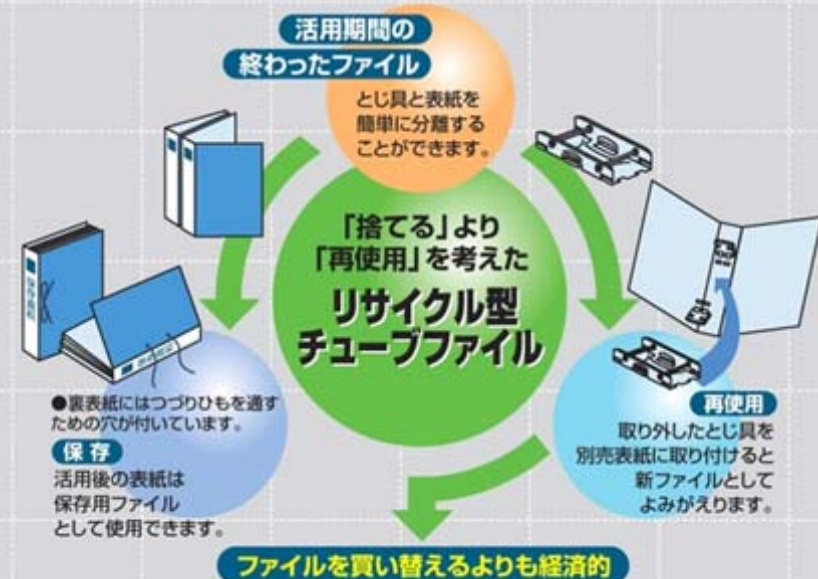 活用期間の
終わったファイル
とじ具と表紙を
簡単に分離する
ことができます。
「捨てる」より
「再使用」を考えた
リサイクル型
チューブファイル
●裏表紙にはつづりひもを通す
ための穴が付いています。
保存
活用後の表紙は
保存用ファイル
として使用できます。
再使用
取り外したとじ具を
別売表紙に取り付けると
新ファイルとして
よみがえります。
ファイルを買い替えるよりも経済的